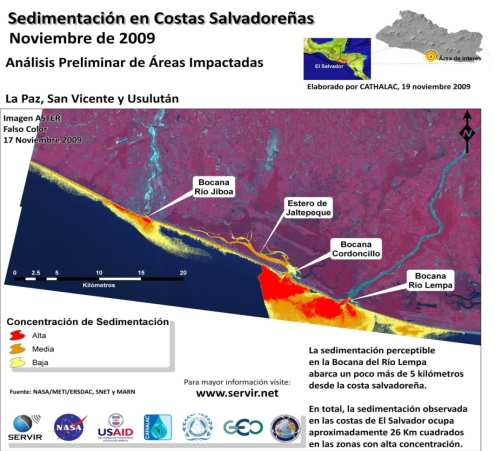 Sedimentación en Costas Salvadoreñas
Noviembre de 2009
Análisis Preliminar de Áreas Impactadas
El Salvador
Área de Interés
Elaborado por CATHALAC, 19 noviembre 2009
La Paz, San Vicente y Usulután
Imagen ASTER
Falso Color
17 Noviembre 2009
N
Bocana
Río Jiboa
Estero de
Jaltepeque
Bocana
Cordoncillo
Bocana
Río Lempa
0 2.5 5 10 15 20
Kilómetros
Concentración de Sedimentación
Alta
Media
Baja
Fuente: NASA/METI/ERSDAC, SNET y MARN
Para mayor información visite:
www.servir.net
La sedimentación perceptible
en la Bocana del Río Lempa
abarca un poco más de 5 kilómetros
desde la costa salvadoreña.
En total, la sedimentación observada
en las costas de El Salvador ocupa
aproximadamente 26 Km cuadrados
en las zonas con alta concentración.
SERVIR
NASA
USAID
CATHALAC
GEO